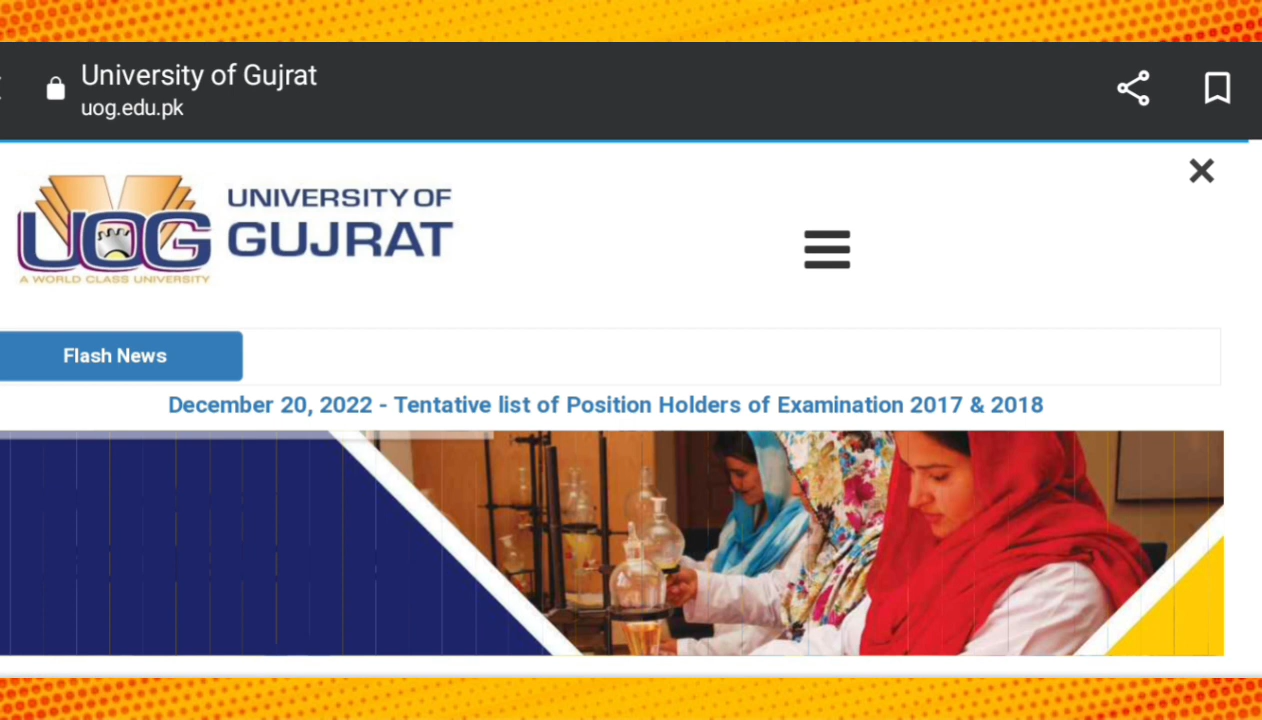 University of Gujrat
uog.edu.pk
UNIVERSITY OF
GUJRAT
UOG
A WORLD CLASS UNIVERSITY
Flash News
December 20, 2022 - Tentative list of Position Holders of Examination 2017 & 2018